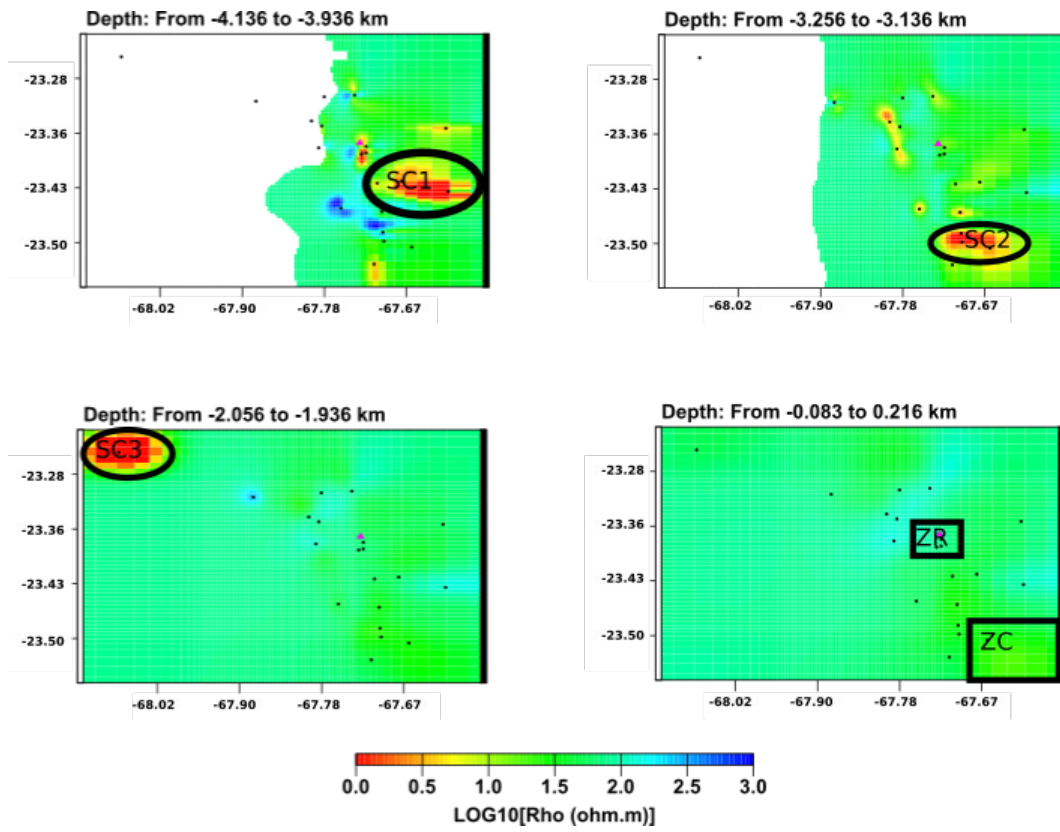 Depth: From -4.136 to -3.936 km
-23.28
-23.36
-23.43
-23.50
SC1
-68.02 -67.90 -67.78 -67.67
Depth: From -3.256 to -3.136 km
-23.28
-23.36
-23.43
-23.50
SC2
-68.02 -67.90 -67.78 -67.67
Depth: From -2.056 to -1.936 km
SC3
-23.28
-23.36
-23.43
-23.50
-68.02 -67.90 -67.78 -67.67
Depth: From -0.083 to 0.216 km
-23.28
-23.36
-23.43
-23.50
ZR
ZC
-68.02 -67.90 -67.78 -67.67
0.0 0.5 1.0 1.5 2.0 2.5 3.0
LOG10[Rho (ohm.m)]